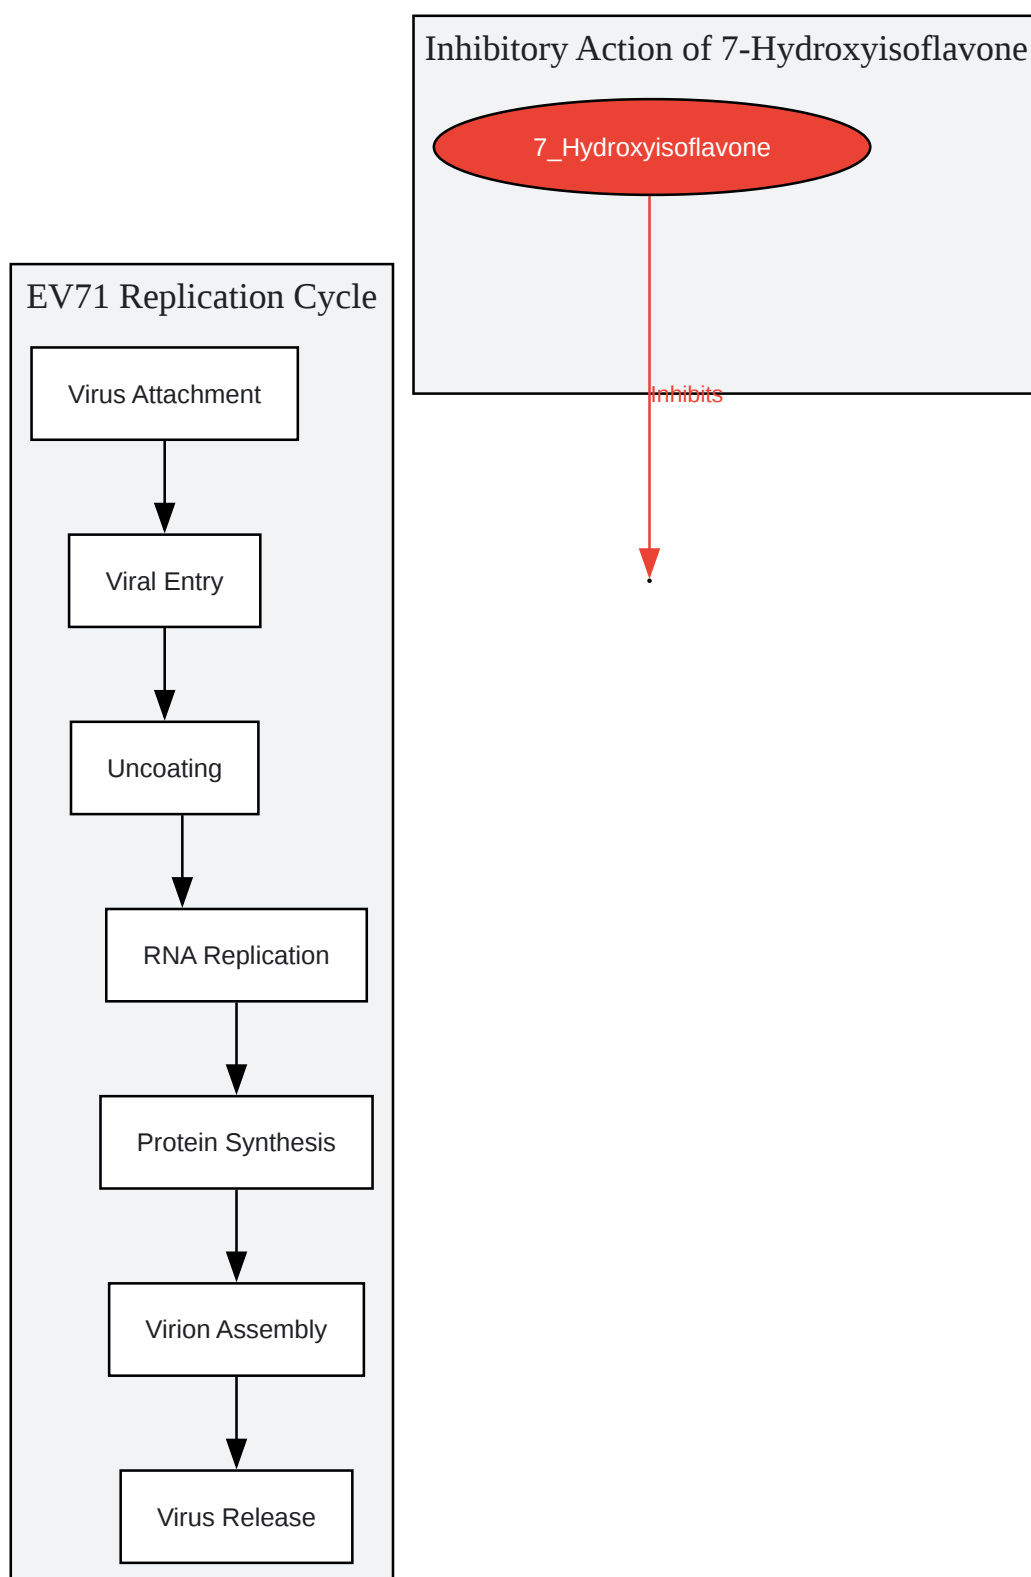 Inhibitory Action of 7-Hydroxyisoflavone
7_Hydroxyisoflavone
Inhibits
EV71 Replication Cycle
Virus Attachment
Viral Entry
Uncoating
RNA Replication
Protein Synthesis
Virion Assembly
Virus Release